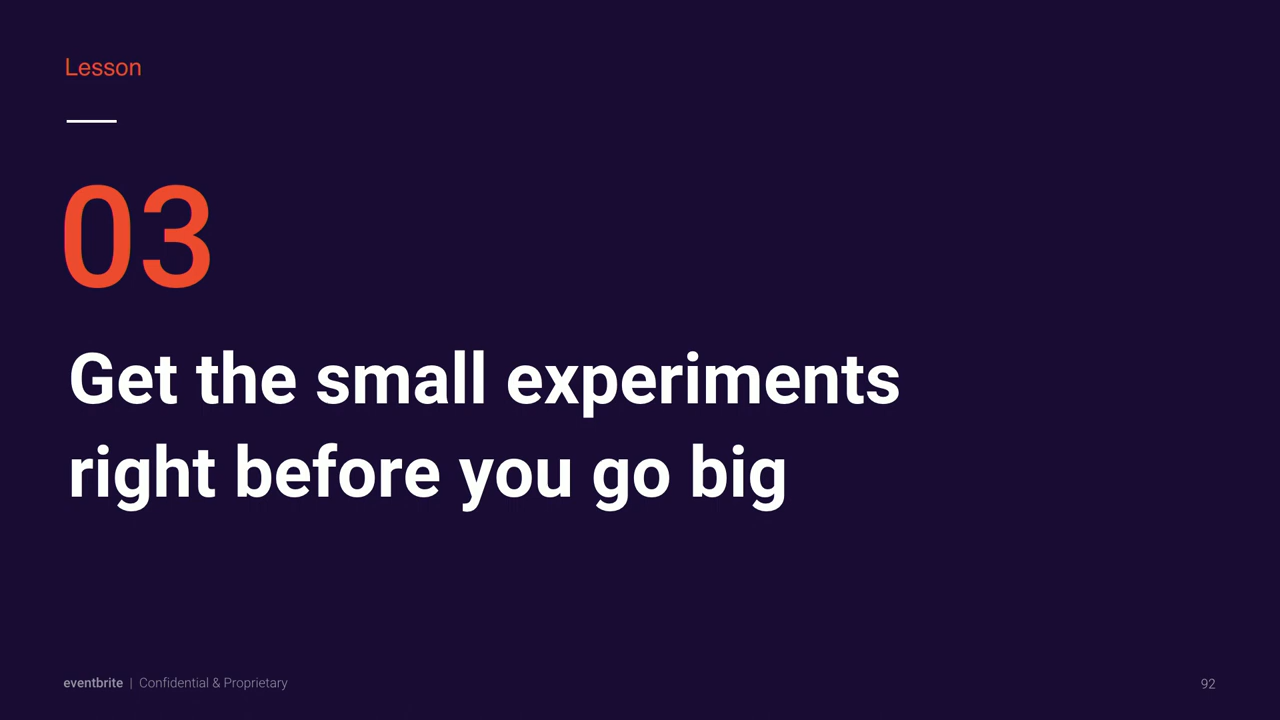 Lesson
03
Get the small experiments
right before you go big
eventbrite | Confidential & Proprietary
92